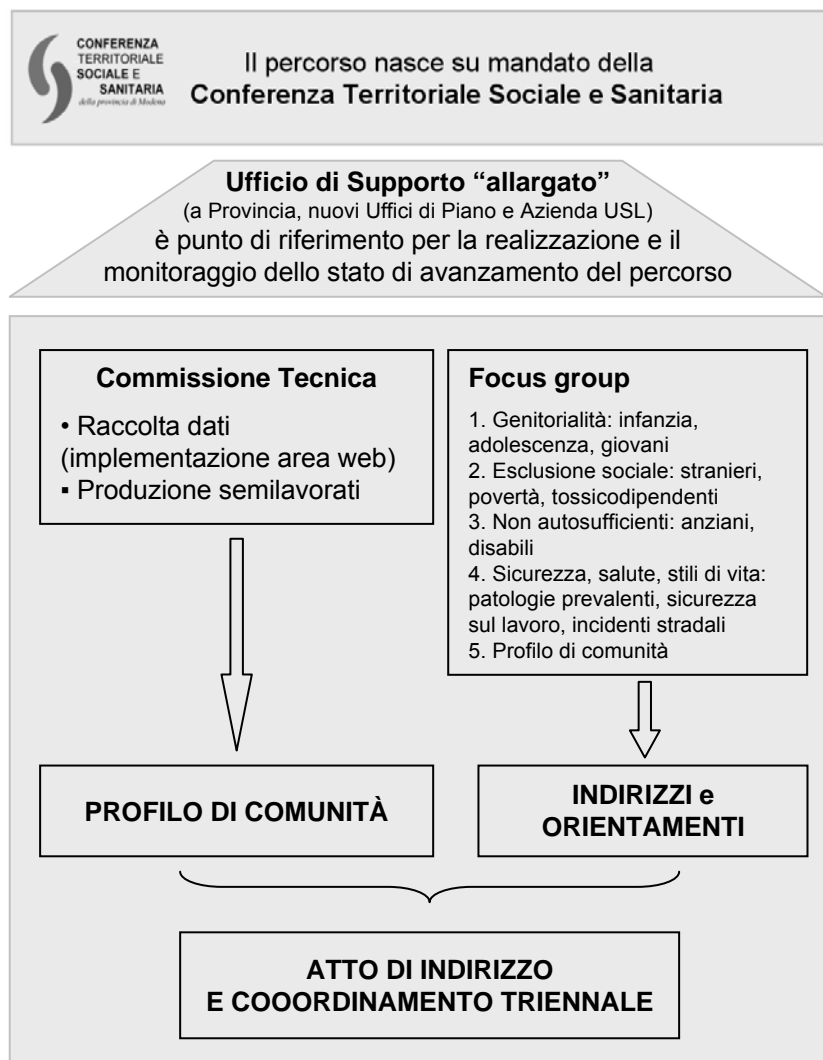 CONFERENZA
TERRITORIALE
SOCIALE E
SANITARIA
della provincia di Modena
Il percorso nasce su mandato della
Conferenza Territoriale Sociale e Sanitaria
Ufficio di Supporto “allargato”
(a Provincia, nuovi Uffici di Piano e Azienda USL)
è punto di riferimento per la realizzazione e il
monitoraggio dello stato di avanzamento del percorso
Commissione Tecnica
• Raccolta dati
(implementazione area web)
▪ Produzione semilavorati
Focus group
1. Genitorialità: infanzia,
adolescenza, giovani
2. Esclusione sociale: stranieri,
povertà, tossicodipendenti
3. Non autosufficienti: anziani,
disabili
4. Sicurezza, salute, stili di vita:
patologie prevalenti, sicurezza
sul lavoro, incidenti stradali
5. Profilo di comunità
PROFILO DI COMUNITÀ
INDIRIZZI e
ORIENTAMENTI
ATTO DI INDIRIZZO
E COOORDINAMENTO TRIENNALE